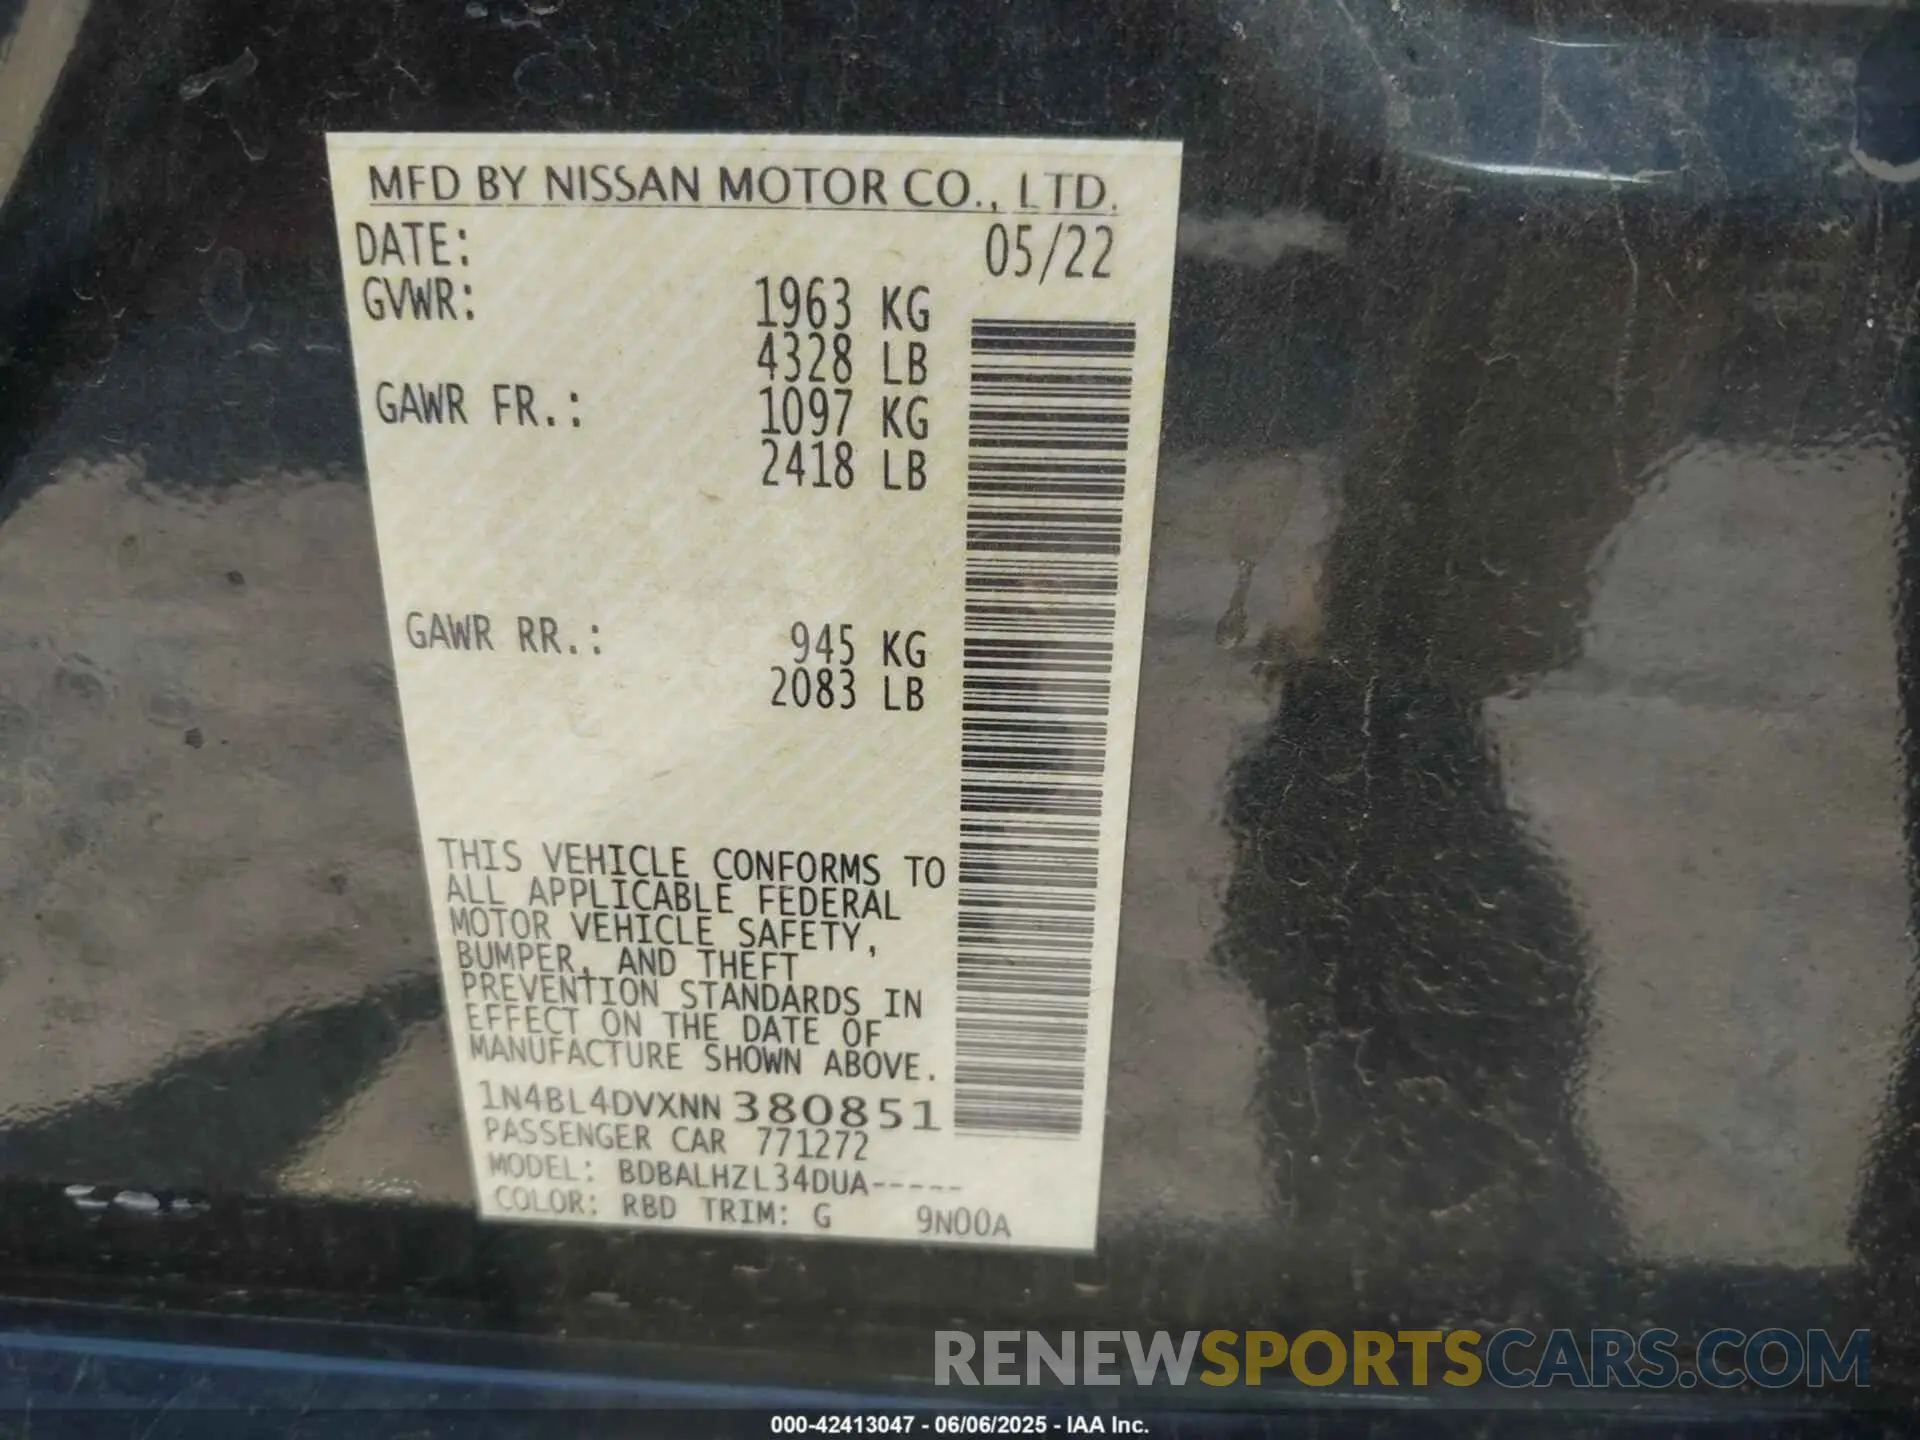 MFD BY NISSAN MOTOR CO., LTD.
DATE: 05/22
GVWR: 1963 KG
4328 LB
GAWR FR.: 1097 KG
2418 LB
GAWR RR.: 945 KG
2083 LB
THIS VEHICLE CONFORMS TO
ALL APPLICABLE FEDERAL
MOTOR VEHICLE SAFETY,
BUMPER, AND THEFT
PREVENTION STANDARDS IN
EFFECT ON THE DATE OF
MANUFACTURE SHOWN ABOVE.
1N4BL4DVXNN380851
PASSENGER CAR 771272
MODEL: BDBALHZL34DUA-----
COLOR: RBD TRIM: G 9N00A
RENEWSPORTSCARS.COM
000-42413047 - 06/06/2025 - IAA Inc.